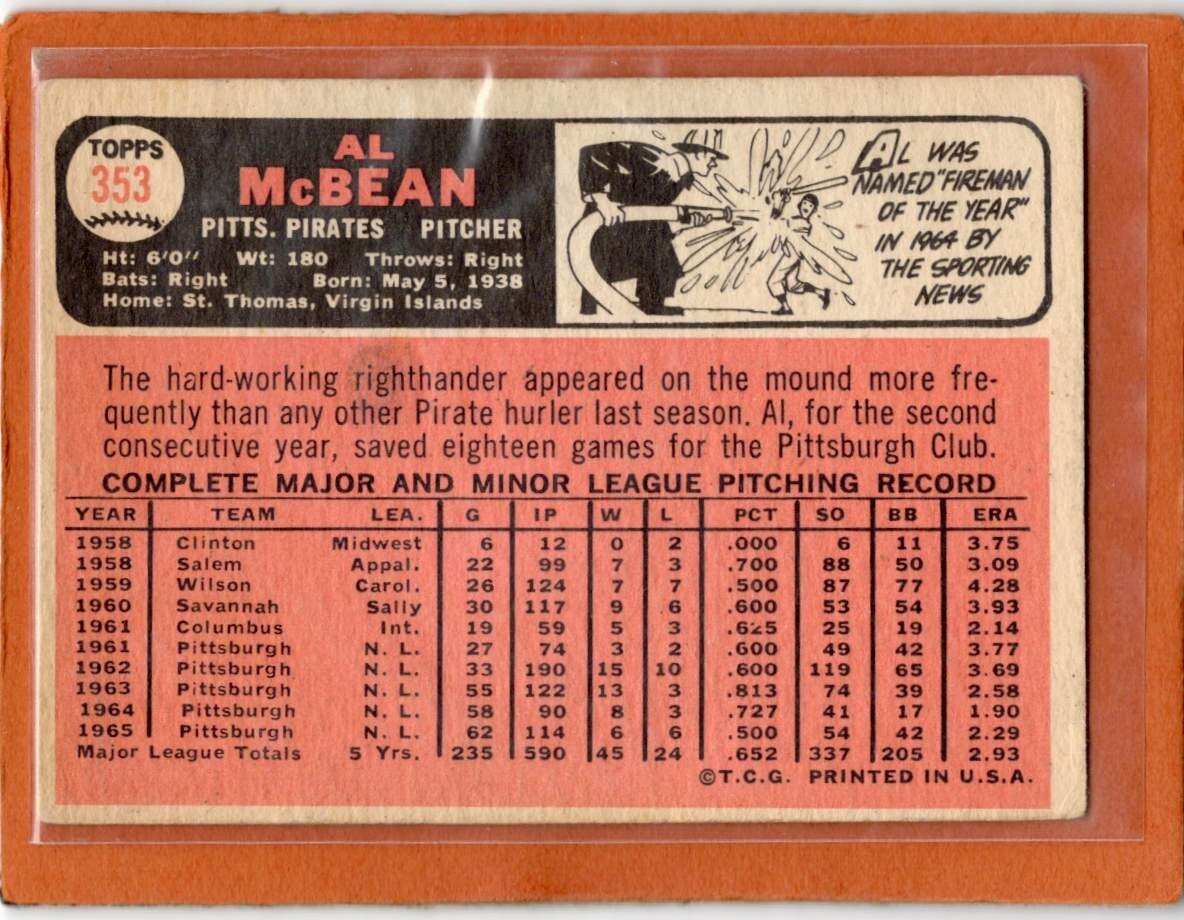 TOPPS
353
AL
McBEAN
PITTS. PIRATES PITCHER
Ht: 6'0" Wt: 180 Throws: Right
Bats: Right Born: May 5, 1938
Home: St. Thomas, Virgin Islands
AL WAS
NAMED "FIREMAN
OF THE YEAR"
IN 1964 BY
THE SPORTING
NEWS
The hard-working righthander appeared on the mound more fre-
quently than any other Pirate hurler last season. Al, for the second
consecutive year, saved eighteen games for the Pittsburgh Club.
COMPLETE MAJOR AND MINOR LEAGUE PITCHING RECORD
YEAR TEAM LEA. G IP W L PCT SO BB ERA
1958 Clinton Midwest 6 12 0 2 .000 6 11 3.75
1958 Salem Appal. 22 99 7 3 .700 88 50 3.09
1959 Wilson Carol. 26 124 7 7 .500 87 77 4.28
1960 Savannah Sally 30 117 9 6 .600 53 54 3.93
1961 Columbus Int. 19 59 5 3 .625 25 19 2.14
1961 Pittsburgh N. L. 27 74 3 2 .600 49 42 3.77
1962 Pittsburgh N. L. 33 190 15 10 .600 119 65 3.69
1963 Pittsburgh N. L. 55 122 13 3 .813 74 39 2.58
1964 Pittsburgh N. L. 58 90 8 3 .727 41 17 1.90
1965 Pittsburgh N. L. 62 114 6 6 .500 54 42 2.29
Major League Totals 5 Yrs. 235 590 45 24 .652 337 205 2.93
©T.C.G. PRINTED IN U.S.A.